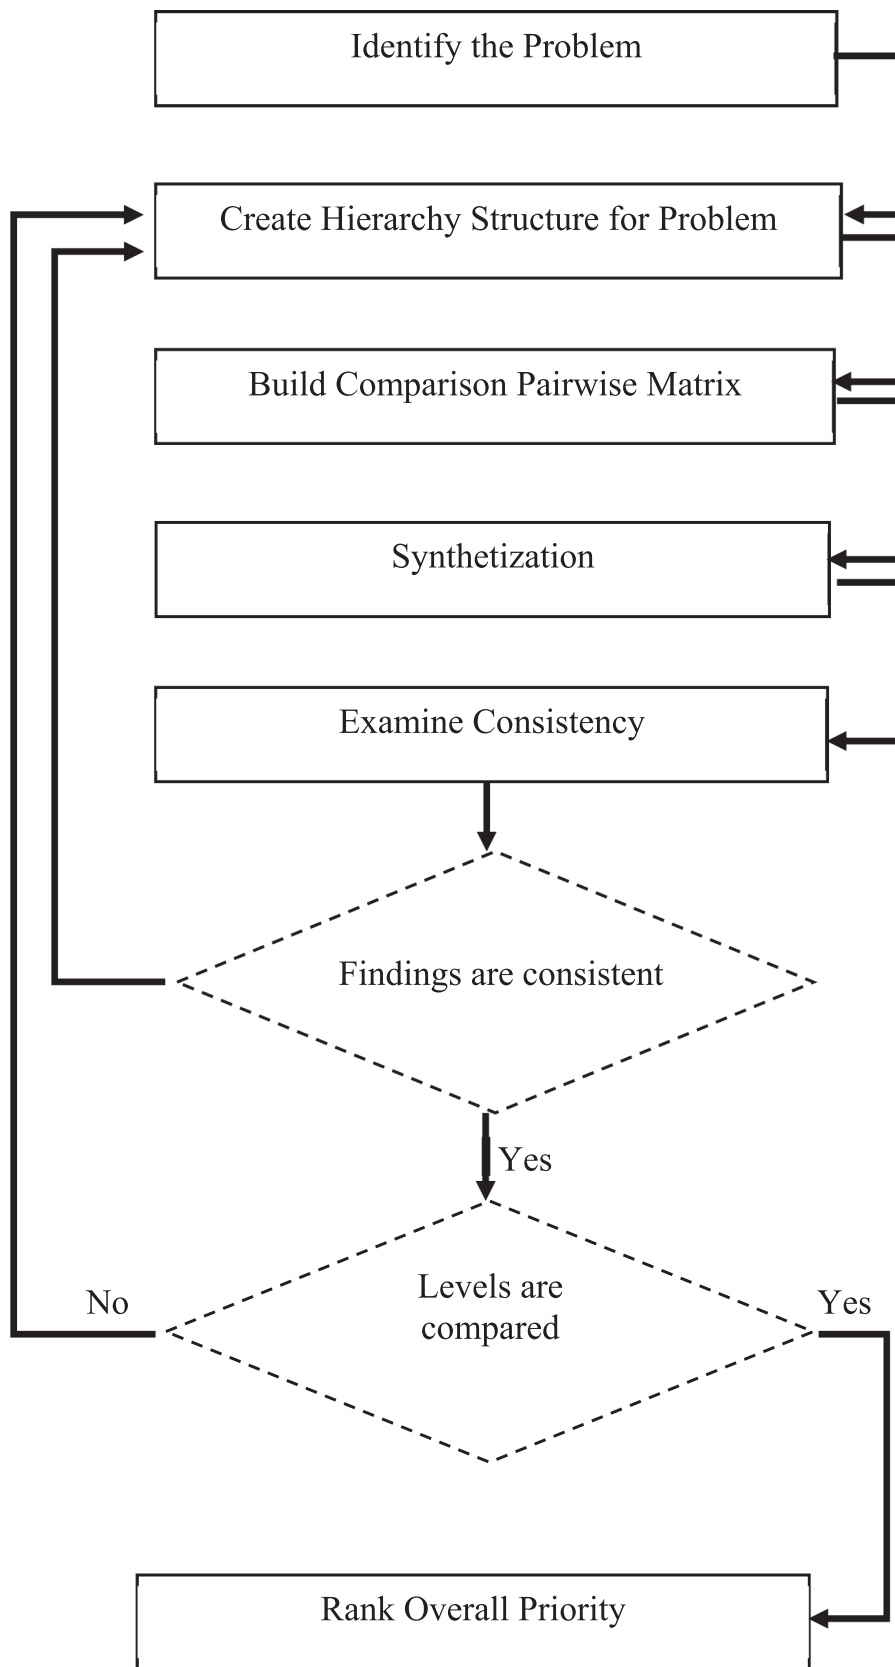 Identify the Problem
Create Hierarchy Structure for Problem
Build Comparison Pairwise Matrix
Synthetization
Examine Consistency
Findings are consistent
Yes
Levels are
compared
No
Yes
Rank Overall Priority